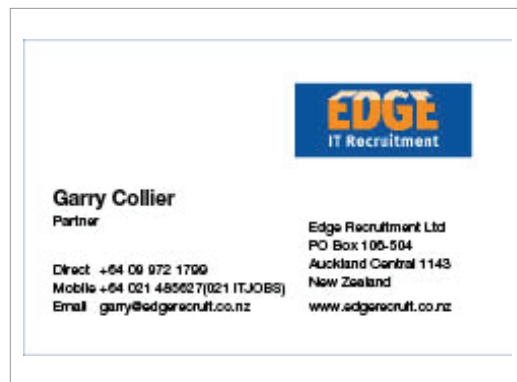 EDGE
IT Recruitment
Garry Collier
Partner
Direct +64 09 972 1799
Mobile +64 021 485627(021 ITJOBS)
Email garry@edgerecruit.co.nz
Edge Recruitment Ltd
PO Box 106-504
Auckland Central 1143
New Zealand
www.edgerecruit.co.nz